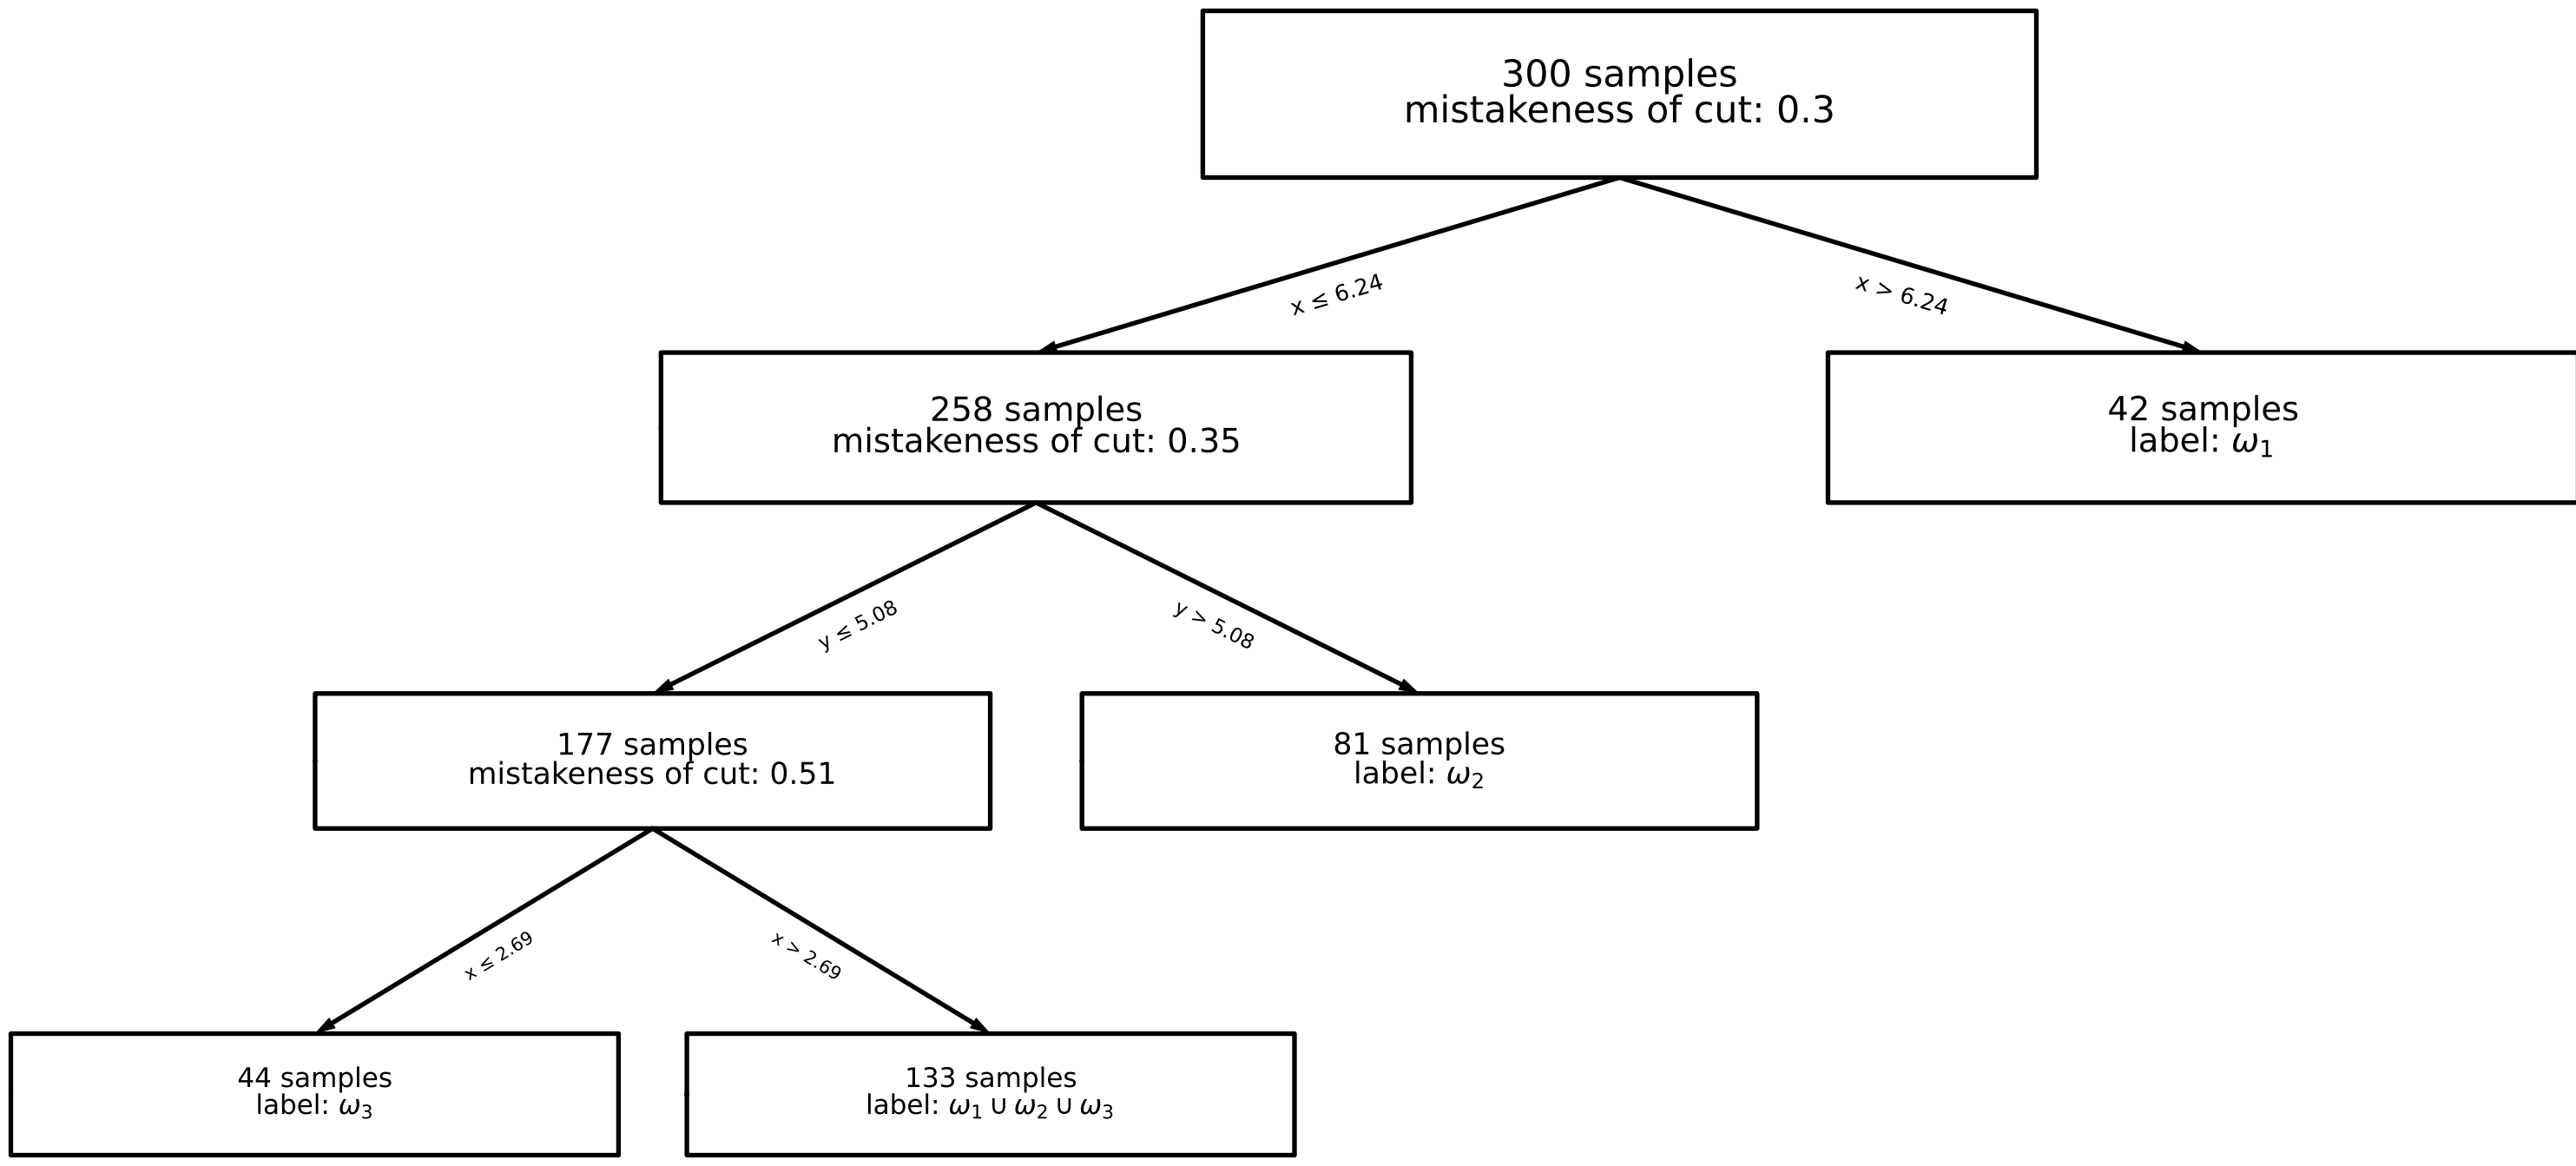 300 samples
mistakeness of cut: 0.3
x ≤ 6.24
x > 6.24
258 samples
mistakeness of cut: 0.35
42 samples
label: ω₁
y ≤ 5.08
y > 5.08
177 samples
mistakeness of cut: 0.51
81 samples
label: ω₂
x ≤ 2.69
x > 2.69
44 samples
label: ω₃
133 samples
label: ω₁ ∪ ω₂ ∪ ω₃